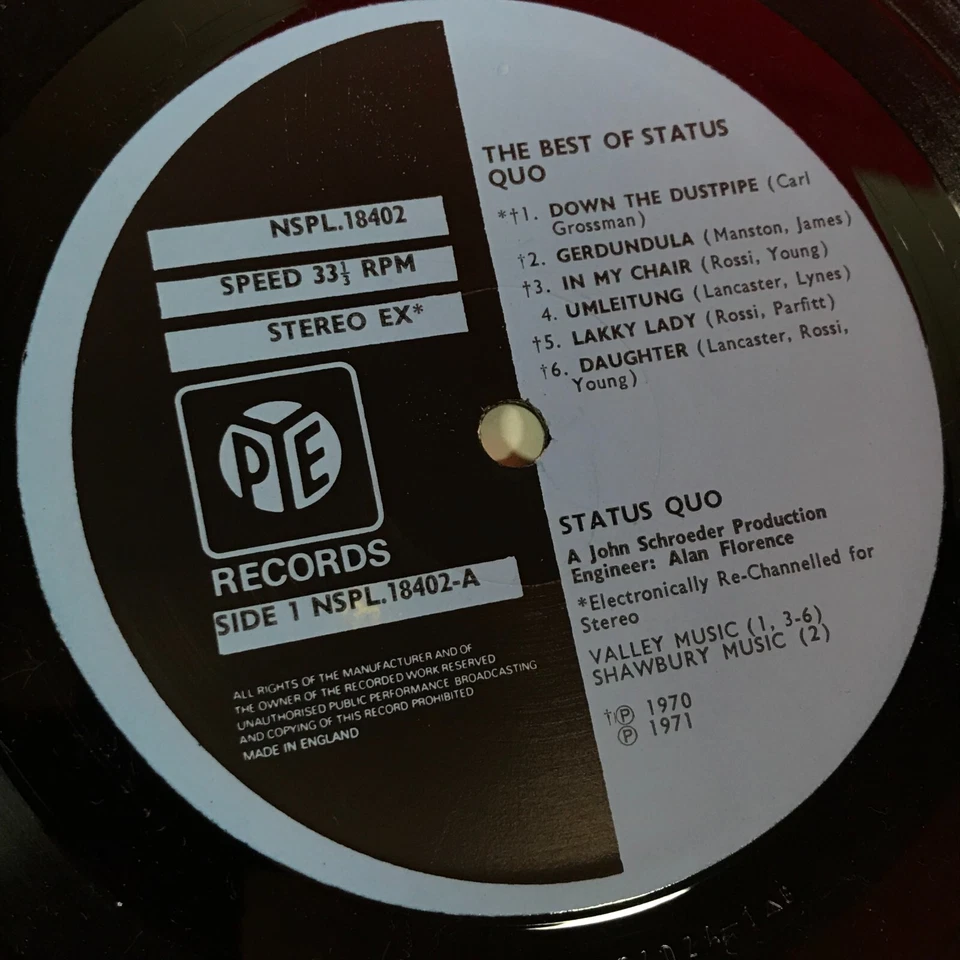 NSPL.18402
SPEED 33⅓ RPM
STEREO EX*
PYE
RECORDS
SIDE 1 NSPL.18402-A
ALL RIGHTS OF THE MANUFACTURER AND OF
THE OWNER OF THE RECORDED WORK RESERVED
UNAUTHORISED PUBLIC PERFORMANCE BROADCASTING
AND COPYING OF THIS RECORD PROHIBITED
MADE IN ENGLAND
THE BEST OF STATUS
QUO
*†1. DOWN THE DUSTPIPE (Carl
Grossman)
†2. GERDUNDULA (Manston, James)
†3. IN MY CHAIR (Rossi, Young)
4. UMLEITUNG (Lancaster, Lynes)
†5. LAKKY LADY (Rossi, Parfitt)
†6. DAUGHTER (Lancaster, Rossi,
Young)
STATUS QUO
A John Schroeder Production
Engineer: Alan Florence
*Electronically Re-Channelled for
Stereo
VALLEY MUSIC (1, 3-6)
SHAWBURY MUSIC (2)
†Ⓟ 1970
Ⓟ 1971